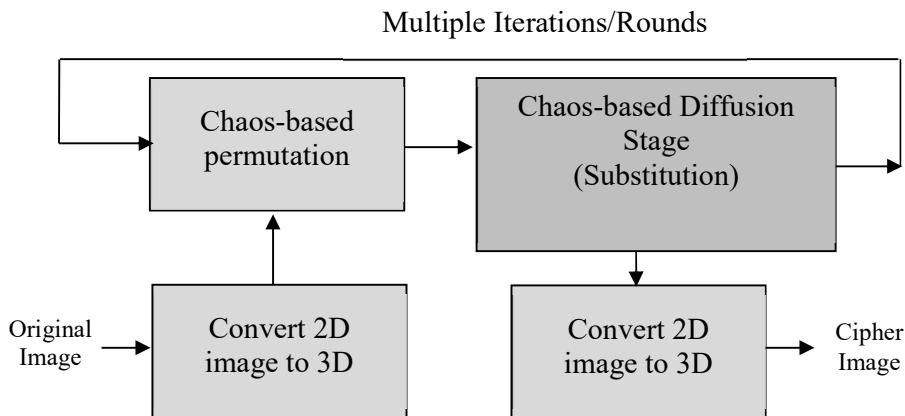 Multiple Iterations/Rounds
Chaos-based
permutation
Chaos-based Diffusion
Stage
(Substitution)
Original
Image
Convert 2D
image to 3D
Convert 2D
image to 3D
Cipher
Image